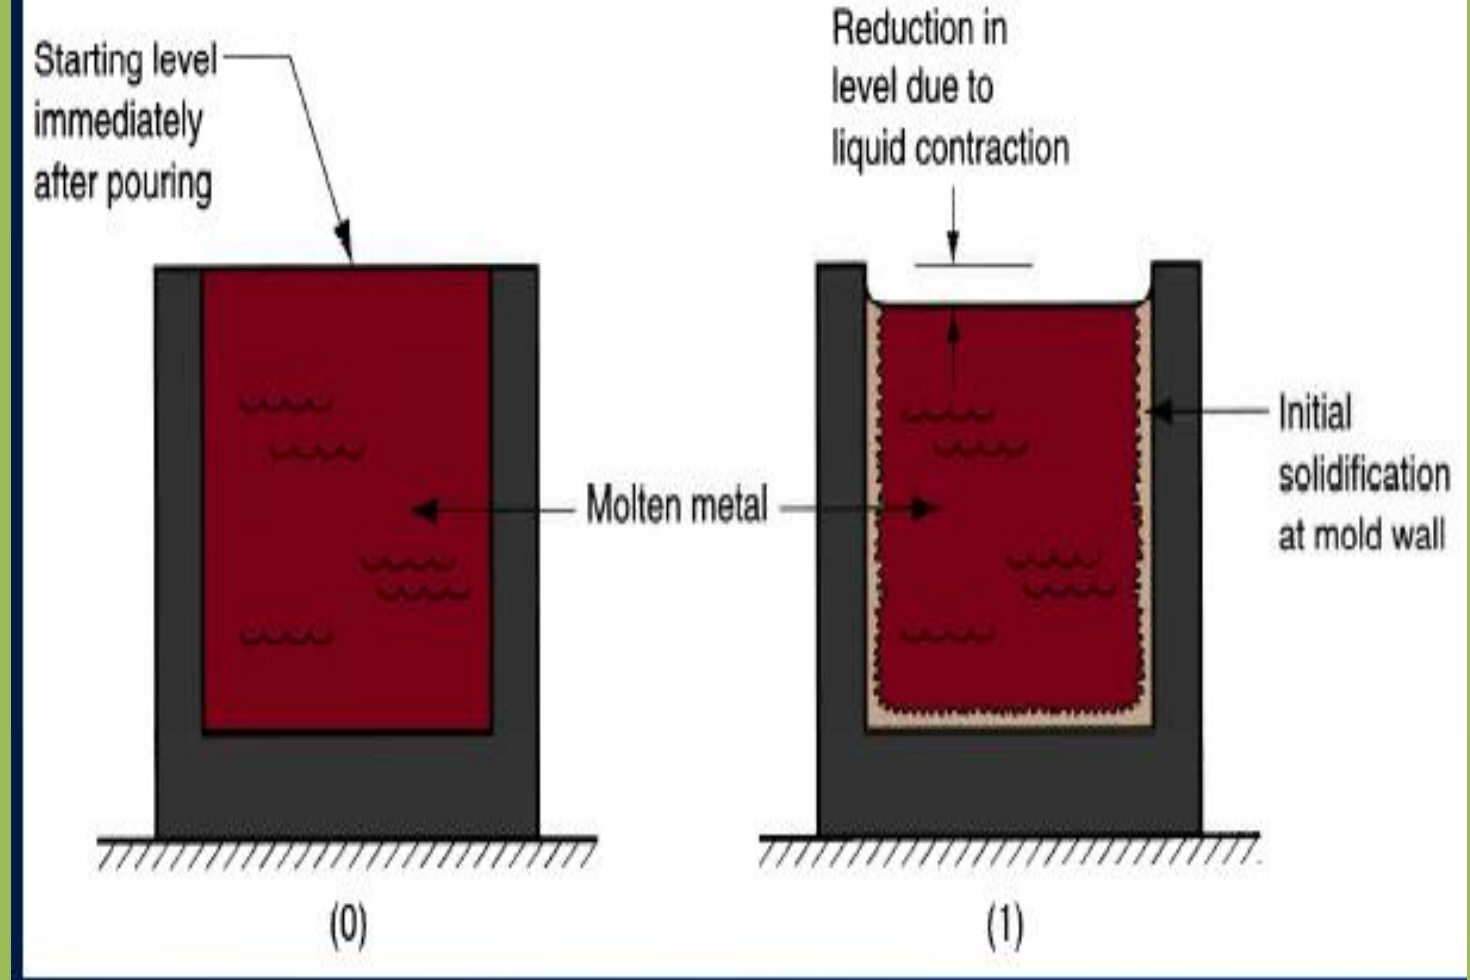 Starting level
immediately
after pouring
Reduction in
level due to
liquid contraction
Molten metal
Initial
solidification
at mold wall
(0)
(1)